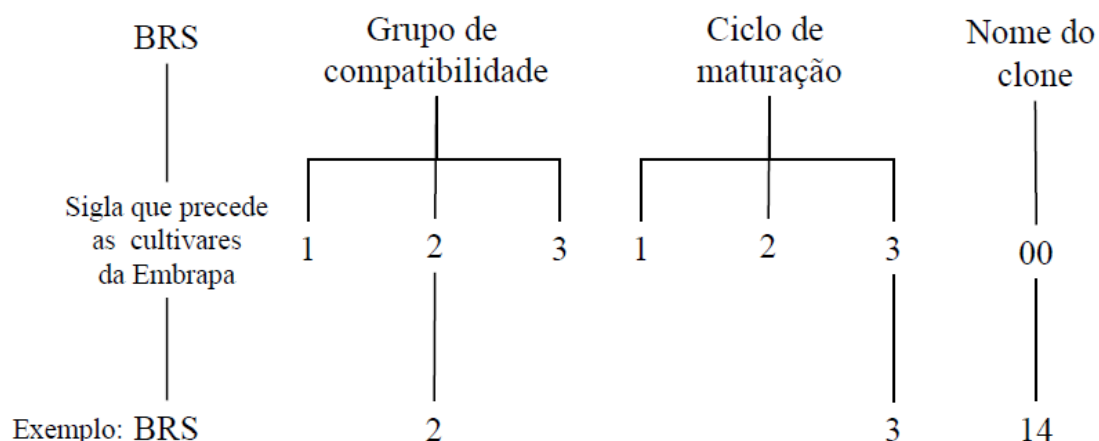 BRS
Grupo de
compatibilidade
Ciclo de
maturação
Nome do
clone
Sigla que precede
as cultivares
da Embrapa
1 2 3 1 2 3 00
Exemplo: BRS 2 3 14